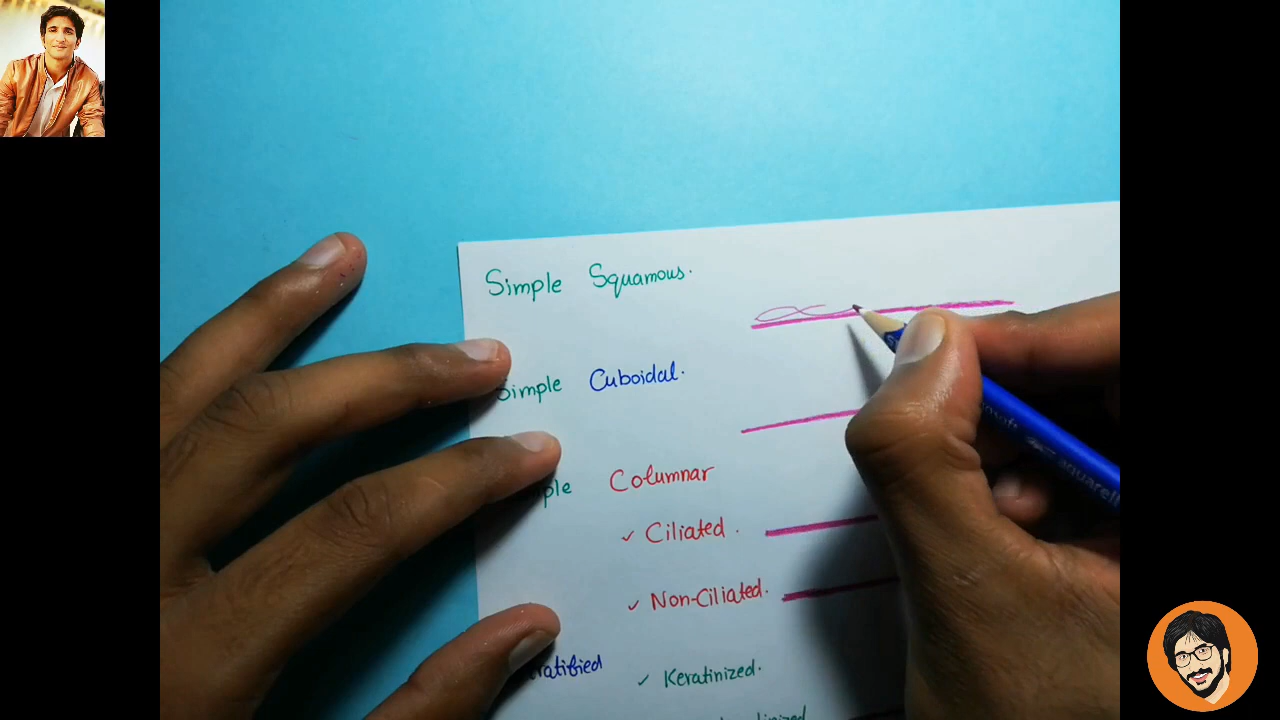 Simple Squamous.
Simple Cuboidal.
Columnar
✓ Ciliated.
✓ Non-Ciliated.
✓ Keratinized.